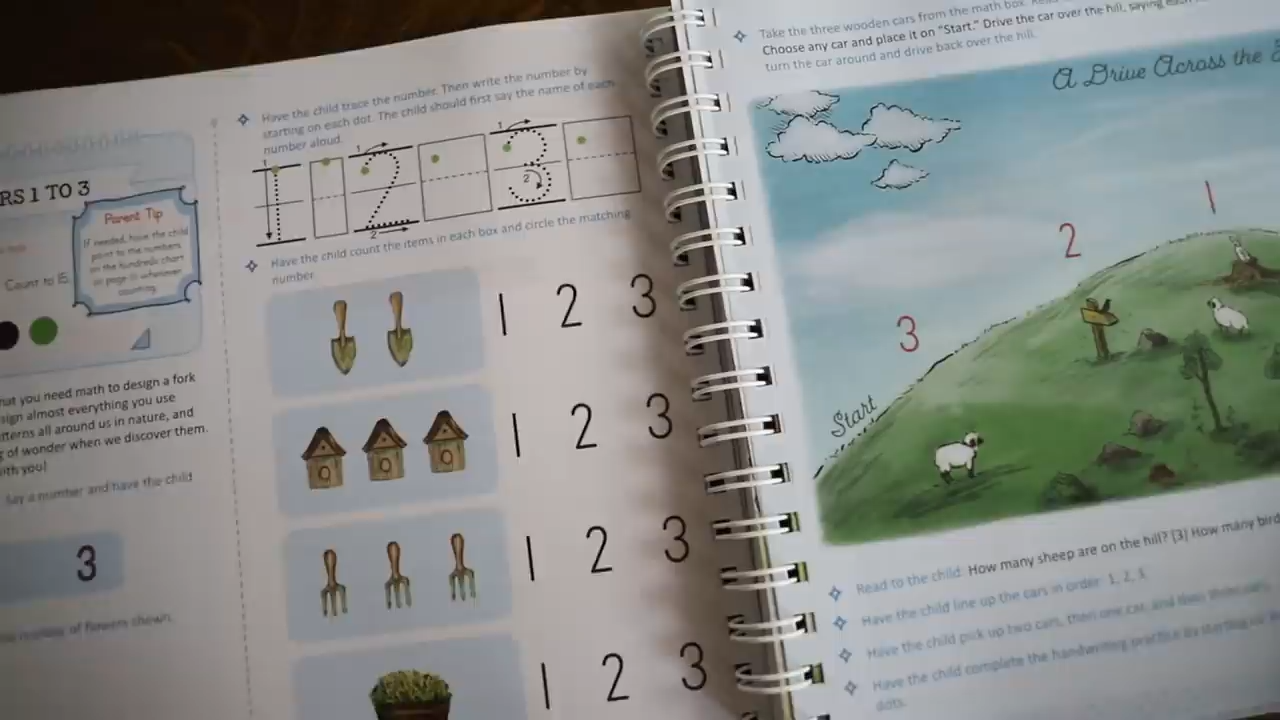 RS 1 TO 3
Parent Tip
If needed, have the child
point to the numbers
on the hundreds chart
on page iv whenever
counting.
Count to 15.
hat you need math to design a fork
sign almost everything you use
tterns all around us in nature, and
g of wonder when we discover them.
ith you!
Say a number and have the child
3
number of flowers shown.
Have the child trace the number. Then write the number by
starting on each dot. The child should first say the name of each
number aloud.
1 2 3
Have the child count the items in each box and circle the matching
number.
1 2 3
1 2 3
1 2 3
1 2 3
Take the three wooden cars from the math box.
Choose any car and place it on "Start." Drive the car over the hill, saying
turn the car around and drive back over the hill.
A Drive Across the
1
2
3
Start
Read to the child: How many sheep are on the hill? (3) How many bird
Have the child line up the cars in order: 1, 2, 3.
Have the child pick up two cars, then one car, and then three cars.
Have the child complete the handwriting practice by starting on
dots.